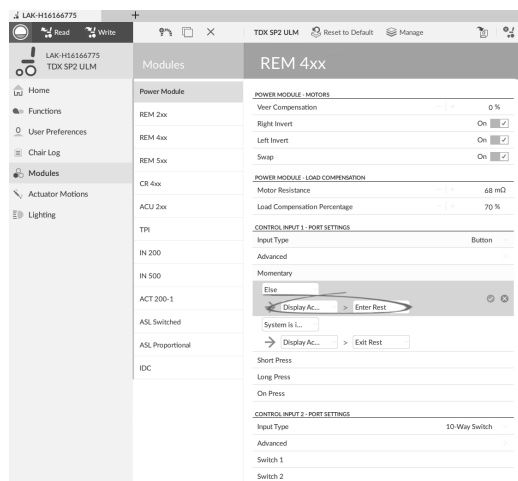 LAK-H16166775
+
Read
Write
TDX SP2 ULM
Reset to Default
Manage
LAK-H16166775
TDX SP2 ULM
Home
Functions
User Preferences
Chair Log
Modules
Actuator Motions
Lighting
Modules
Power Module
REM 2xx
REM 4xx
REM 5xx
CR 4xx
ACU 2xx
TPI
IN 200
IN 500
ACT 200-1
ASL Switched
ASL Proportional
IDC
REM 4xx
POWER MODULE - MOTORS
Veer Compensation 0 %
Right Invert On
Left Invert On
Swap On
POWER MODULE - LOAD COMPENSATION
Motor Resistance 68 mΩ
Load Compensation Percentage 70 %
CONTROL INPUT 1 - PORT SETTINGS
Input Type Button
Advanced
Momentary
Else
Display Ac... > Enter Rest
System is i...
Display Ac... > Exit Rest
Short Press
Long Press
On Press
CONTROL INPUT 2 - PORT SETTINGS
Input Type 10-Way Switch
Advanced
Switch 1
Switch 2